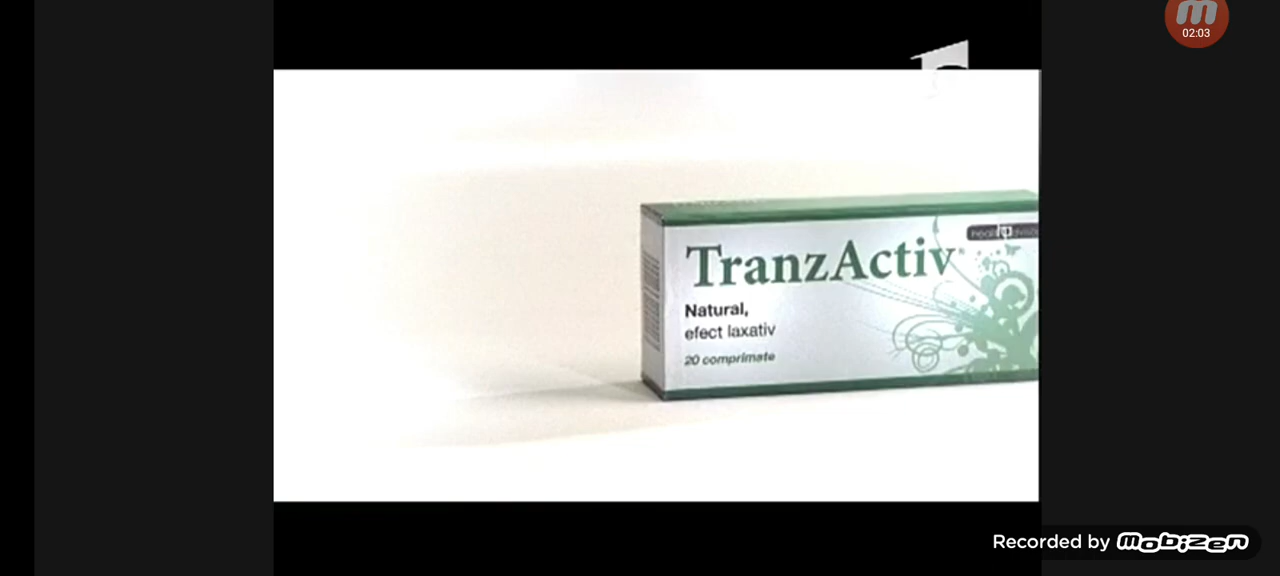 02:03
TranzActiv
Natural,
efect laxativ
20 comprimate
Recorded by mobizen